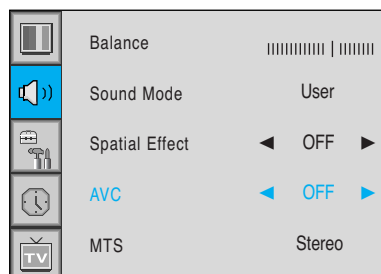 Balance
Sound Mode User
Spatial Effect ◄ OFF ►
AVC ◄ OFF ►
MTS Stereo
TV